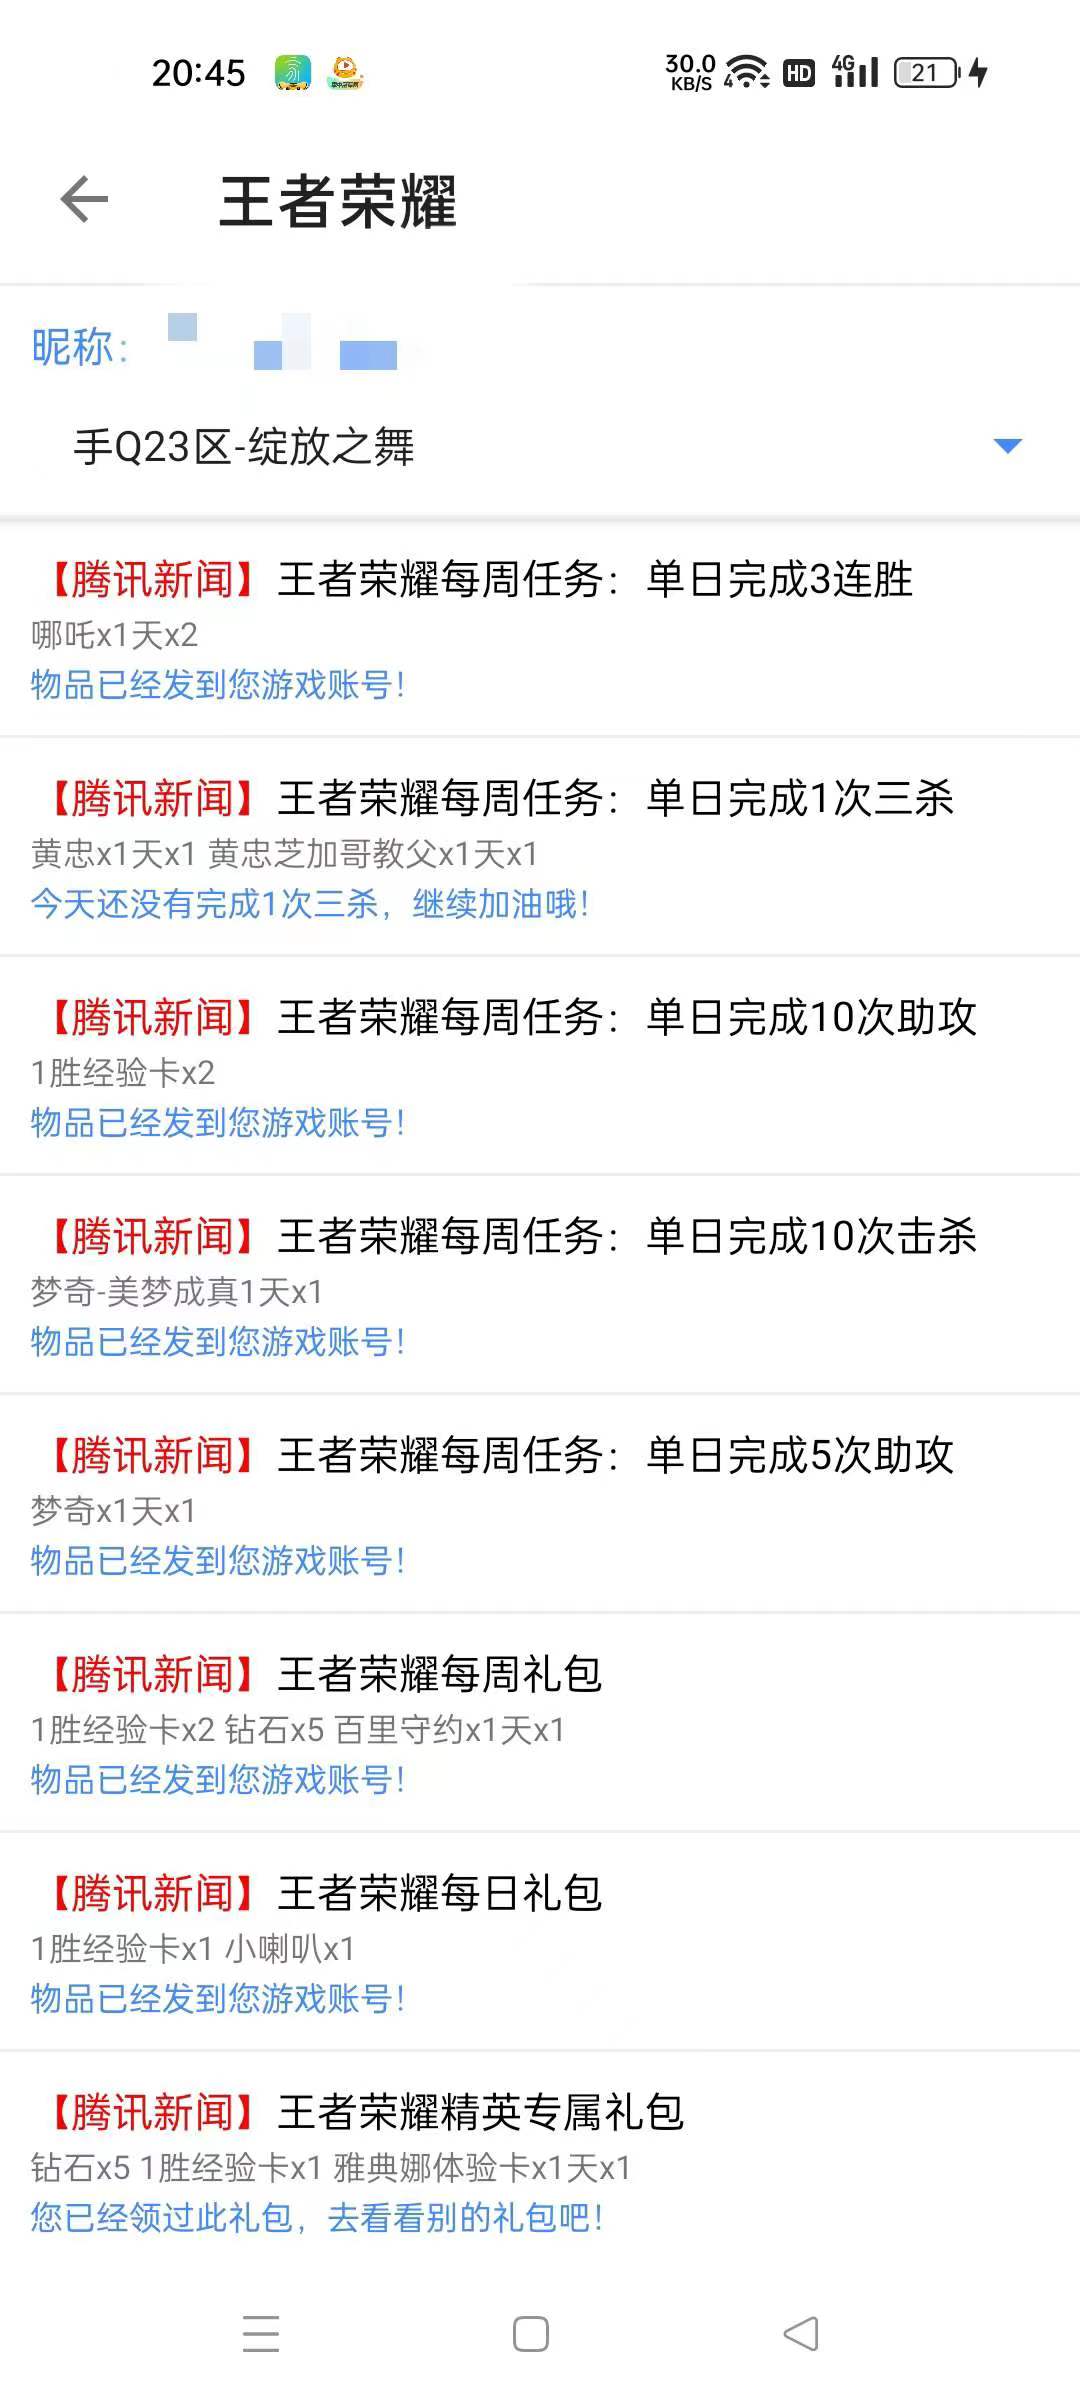 20:45
30.0 KB/S 4 HD 4G 21
王者荣耀
昵称：
手Q23区-绽放之舞
【腾讯新闻】王者荣耀每周任务：单日完成3连胜
哪吒x1天x2
物品已经发到您游戏账号！
【腾讯新闻】王者荣耀每周任务：单日完成1次三杀
黄忠x1天x1 黄忠芝加哥教父x1天x1
今天还没有完成1次三杀，继续加油哦！
【腾讯新闻】王者荣耀每周任务：单日完成10次助攻
1胜经验卡x2
物品已经发到您游戏账号！
【腾讯新闻】王者荣耀每周任务：单日完成10次击杀
梦奇-美梦成真1天x1
物品已经发到您游戏账号！
【腾讯新闻】王者荣耀每周任务：单日完成5次助攻
梦奇x1天x1
物品已经发到您游戏账号！
【腾讯新闻】王者荣耀每周礼包
1胜经验卡x2 钻石x5 百里守约x1天x1
物品已经发到您游戏账号！
【腾讯新闻】王者荣耀每日礼包
1胜经验卡x1 小喇叭x1
物品已经发到您游戏账号！
【腾讯新闻】王者荣耀精英专属礼包
钻石x5 1胜经验卡x1 雅典娜体验卡x1天x1
您已经领过此礼包，去看看别的礼包吧！